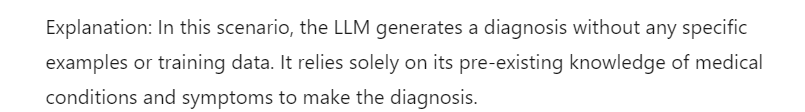 Explanation: In this scenario, the LLM generates a diagnosis without any specific
examples or training data. It relies solely on its pre-existing knowledge of medical
conditions and symptoms to make the diagnosis.